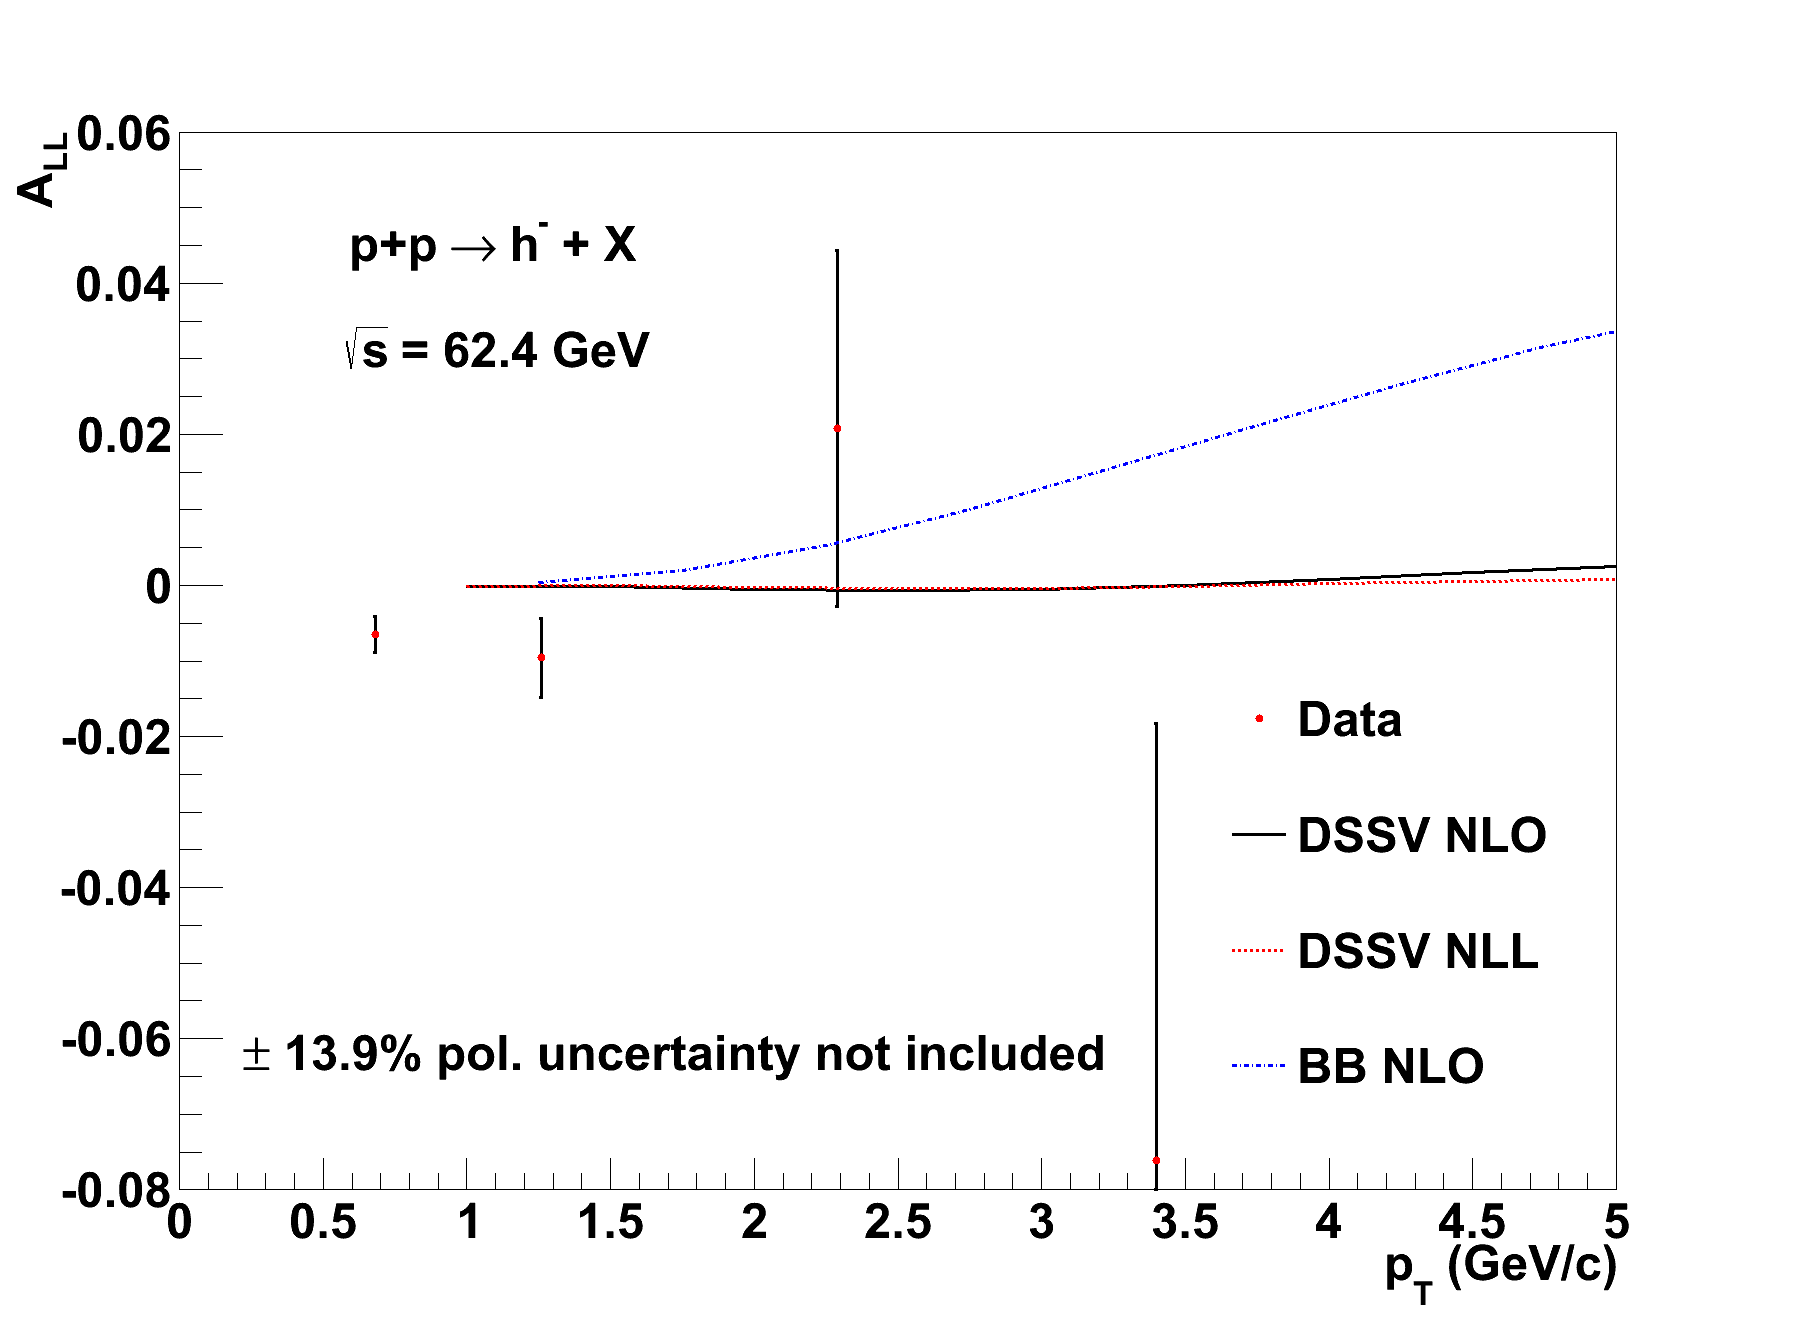 A_LL
0.06
0.04
0.02
0
-0.02
-0.04
-0.06
-0.08
p+p → h⁻ + X
√s = 62.4 GeV
Data
DSSV NLO
DSSV NLL
BB NLO
± 13.9% pol. uncertainty not included
0 0.5 1 1.5 2 2.5 3 3.5 4 4.5 5
p_T (GeV/c)